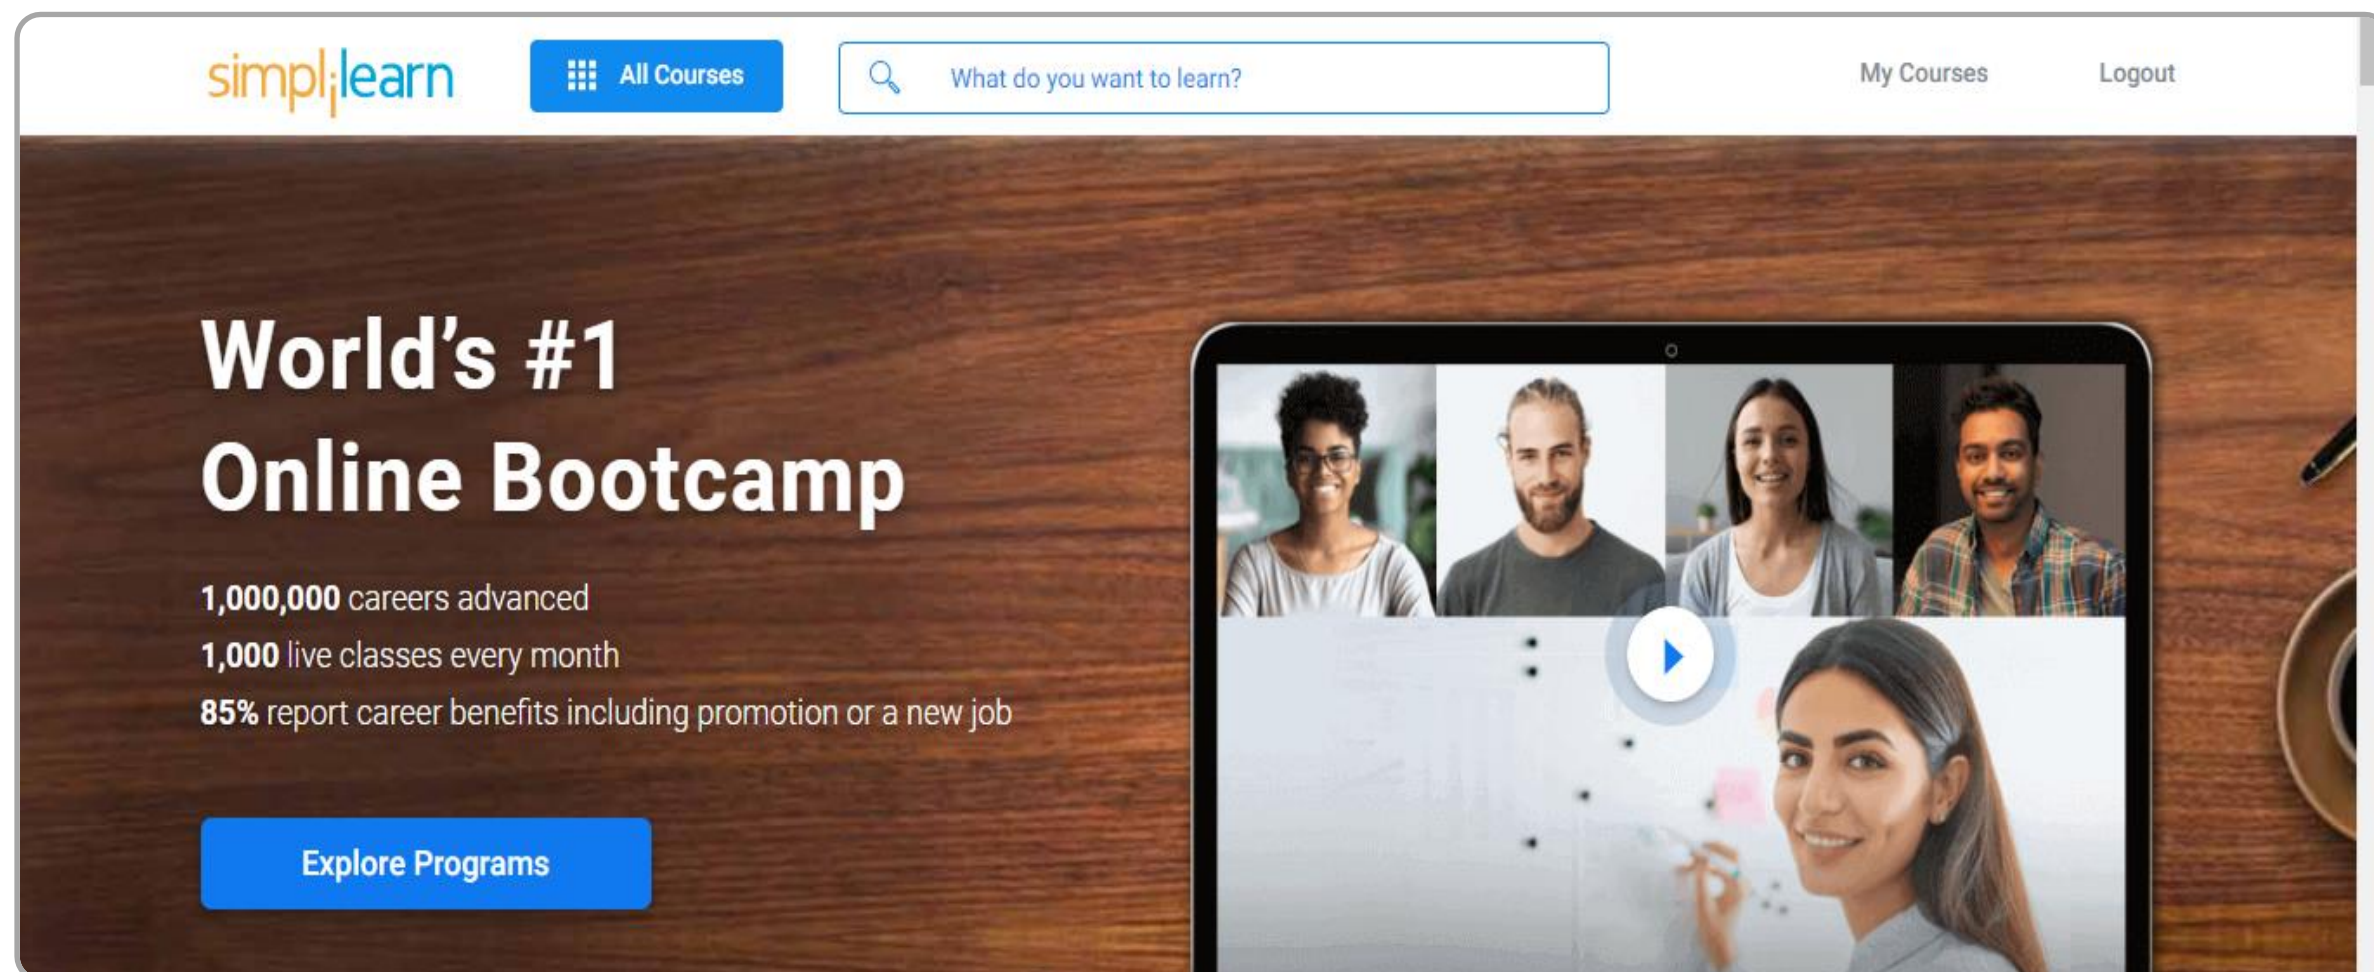 simplilearn
All Courses
What do you want to learn?
My Courses
Logout
World’s #1
Online Bootcamp
1,000,000 careers advanced
1,000 live classes every month
85% report career benefits including promotion or a new job
Explore Programs